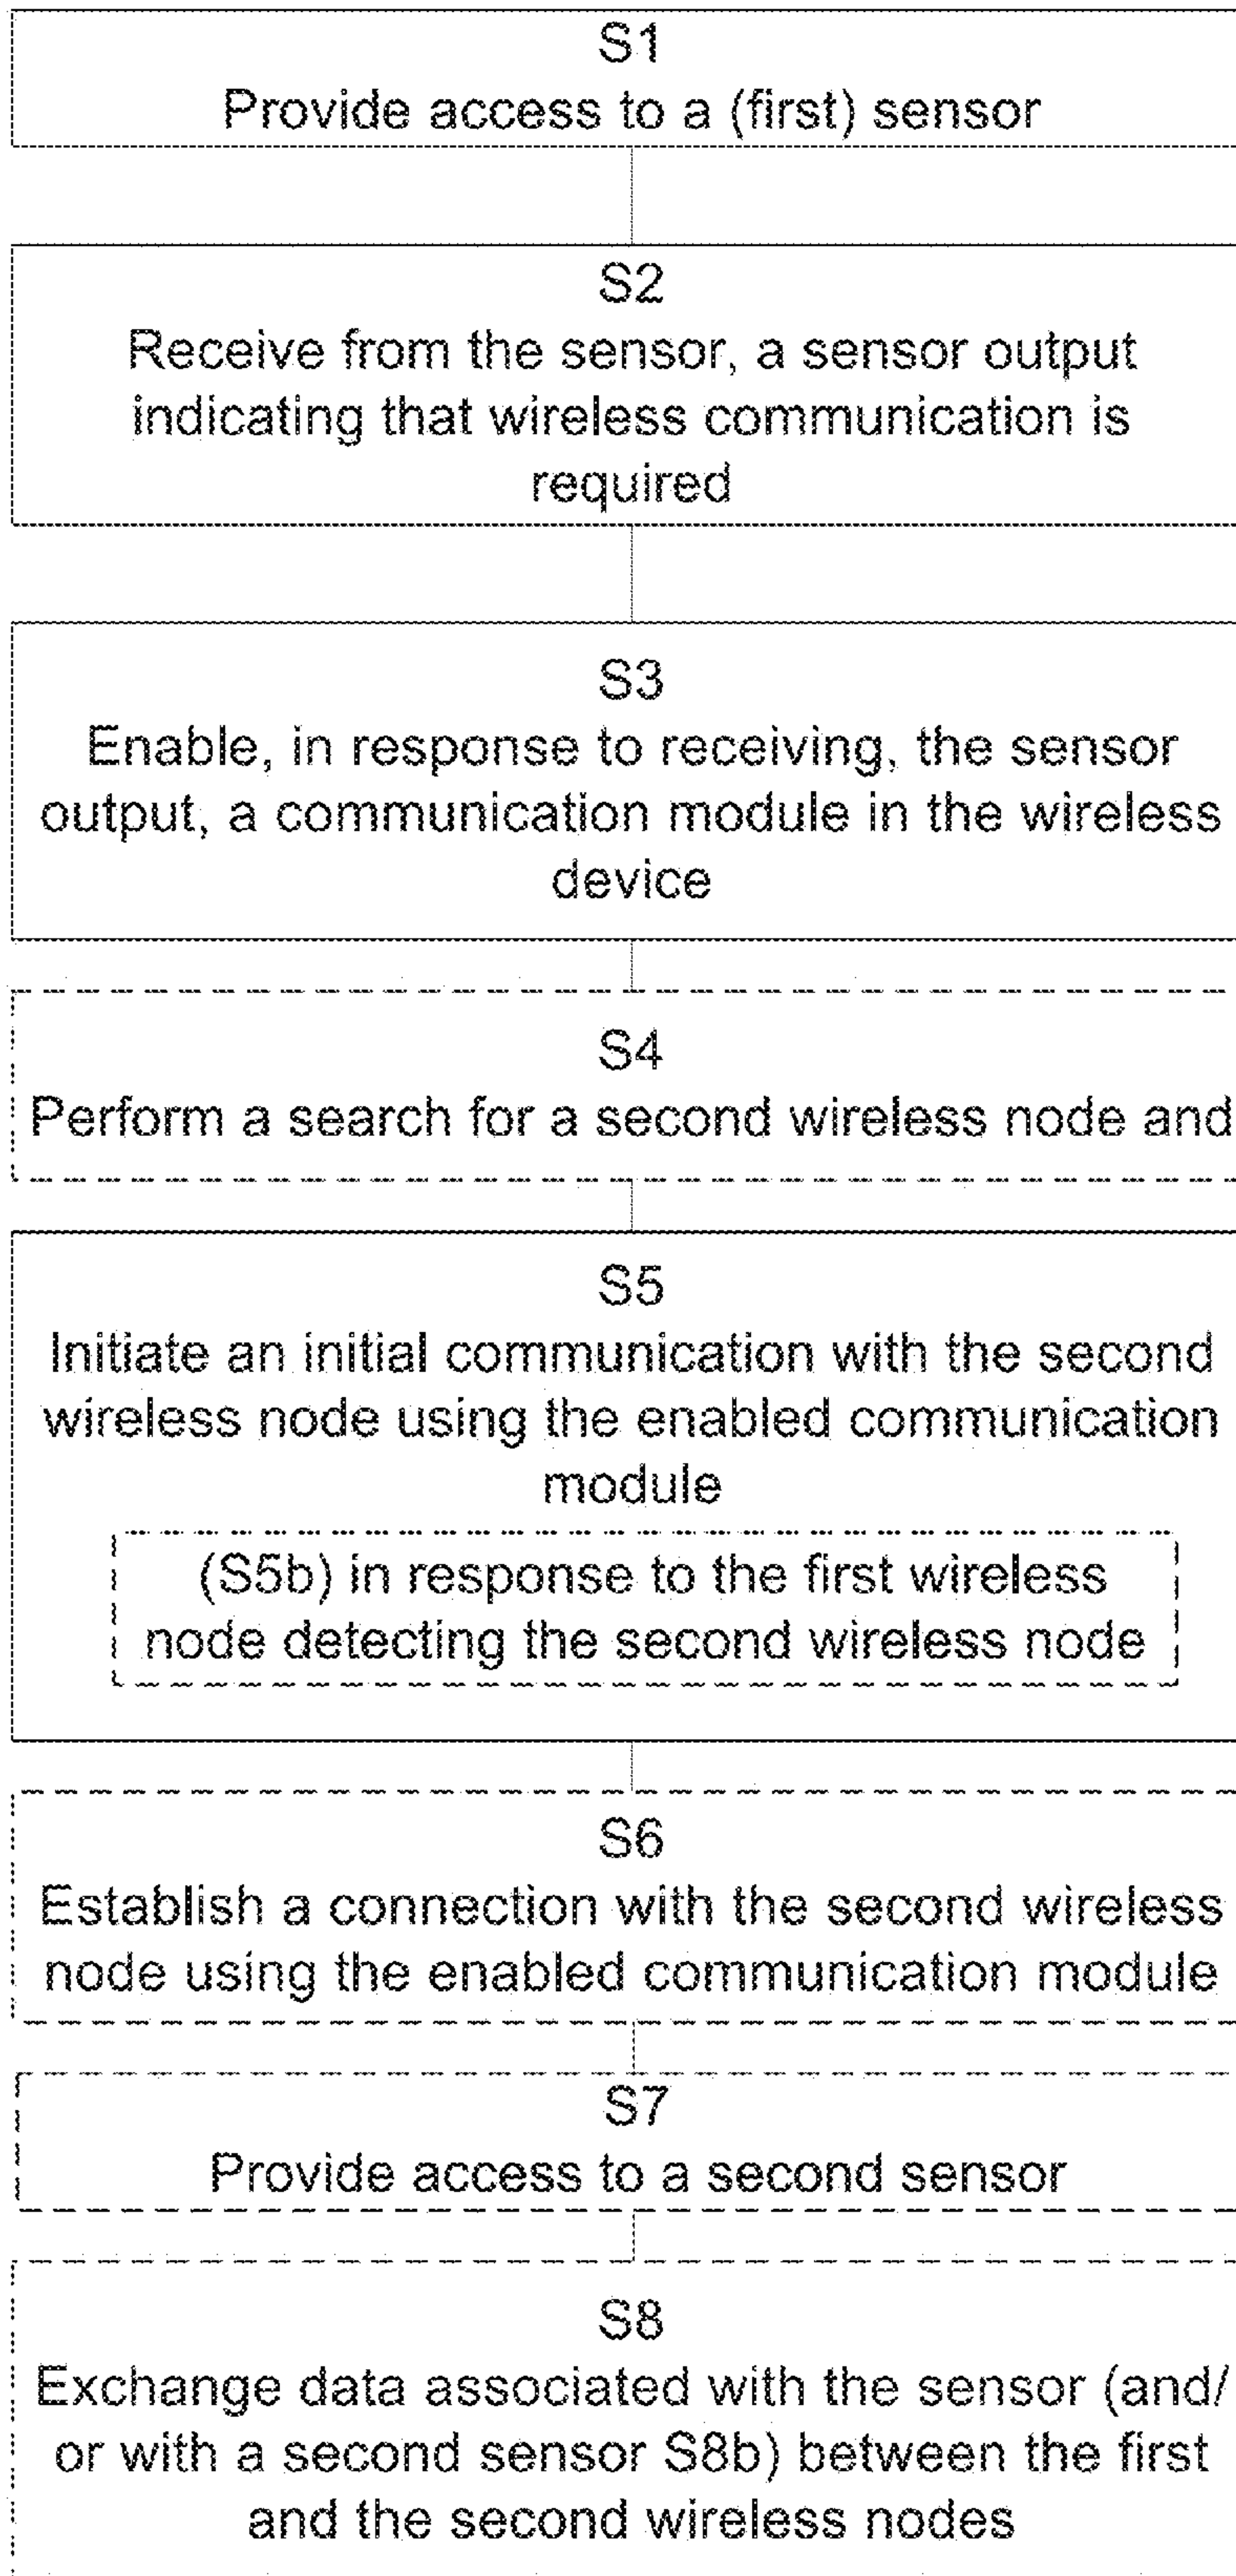 S1
Provide access to a (first) sensor
S2
Receive from the sensor, a sensor output
indicating that wireless communication is
required
S3
Enable, in response to receiving, the sensor
output, a communication module in the wireless
device
S4
Perform a search for a second wireless node and
S5
Initiate an initial communication with the second
wireless node using the enabled communication
module
(S5b) in response to the first wireless
node detecting the second wireless node
S6
Establish a connection with the second wireless
node using the enabled communication module
S7
Provide access to a second sensor
S8
Exchange data associated with the sensor (and/
or with a second sensor S8b) between the first
and the second wireless nodes